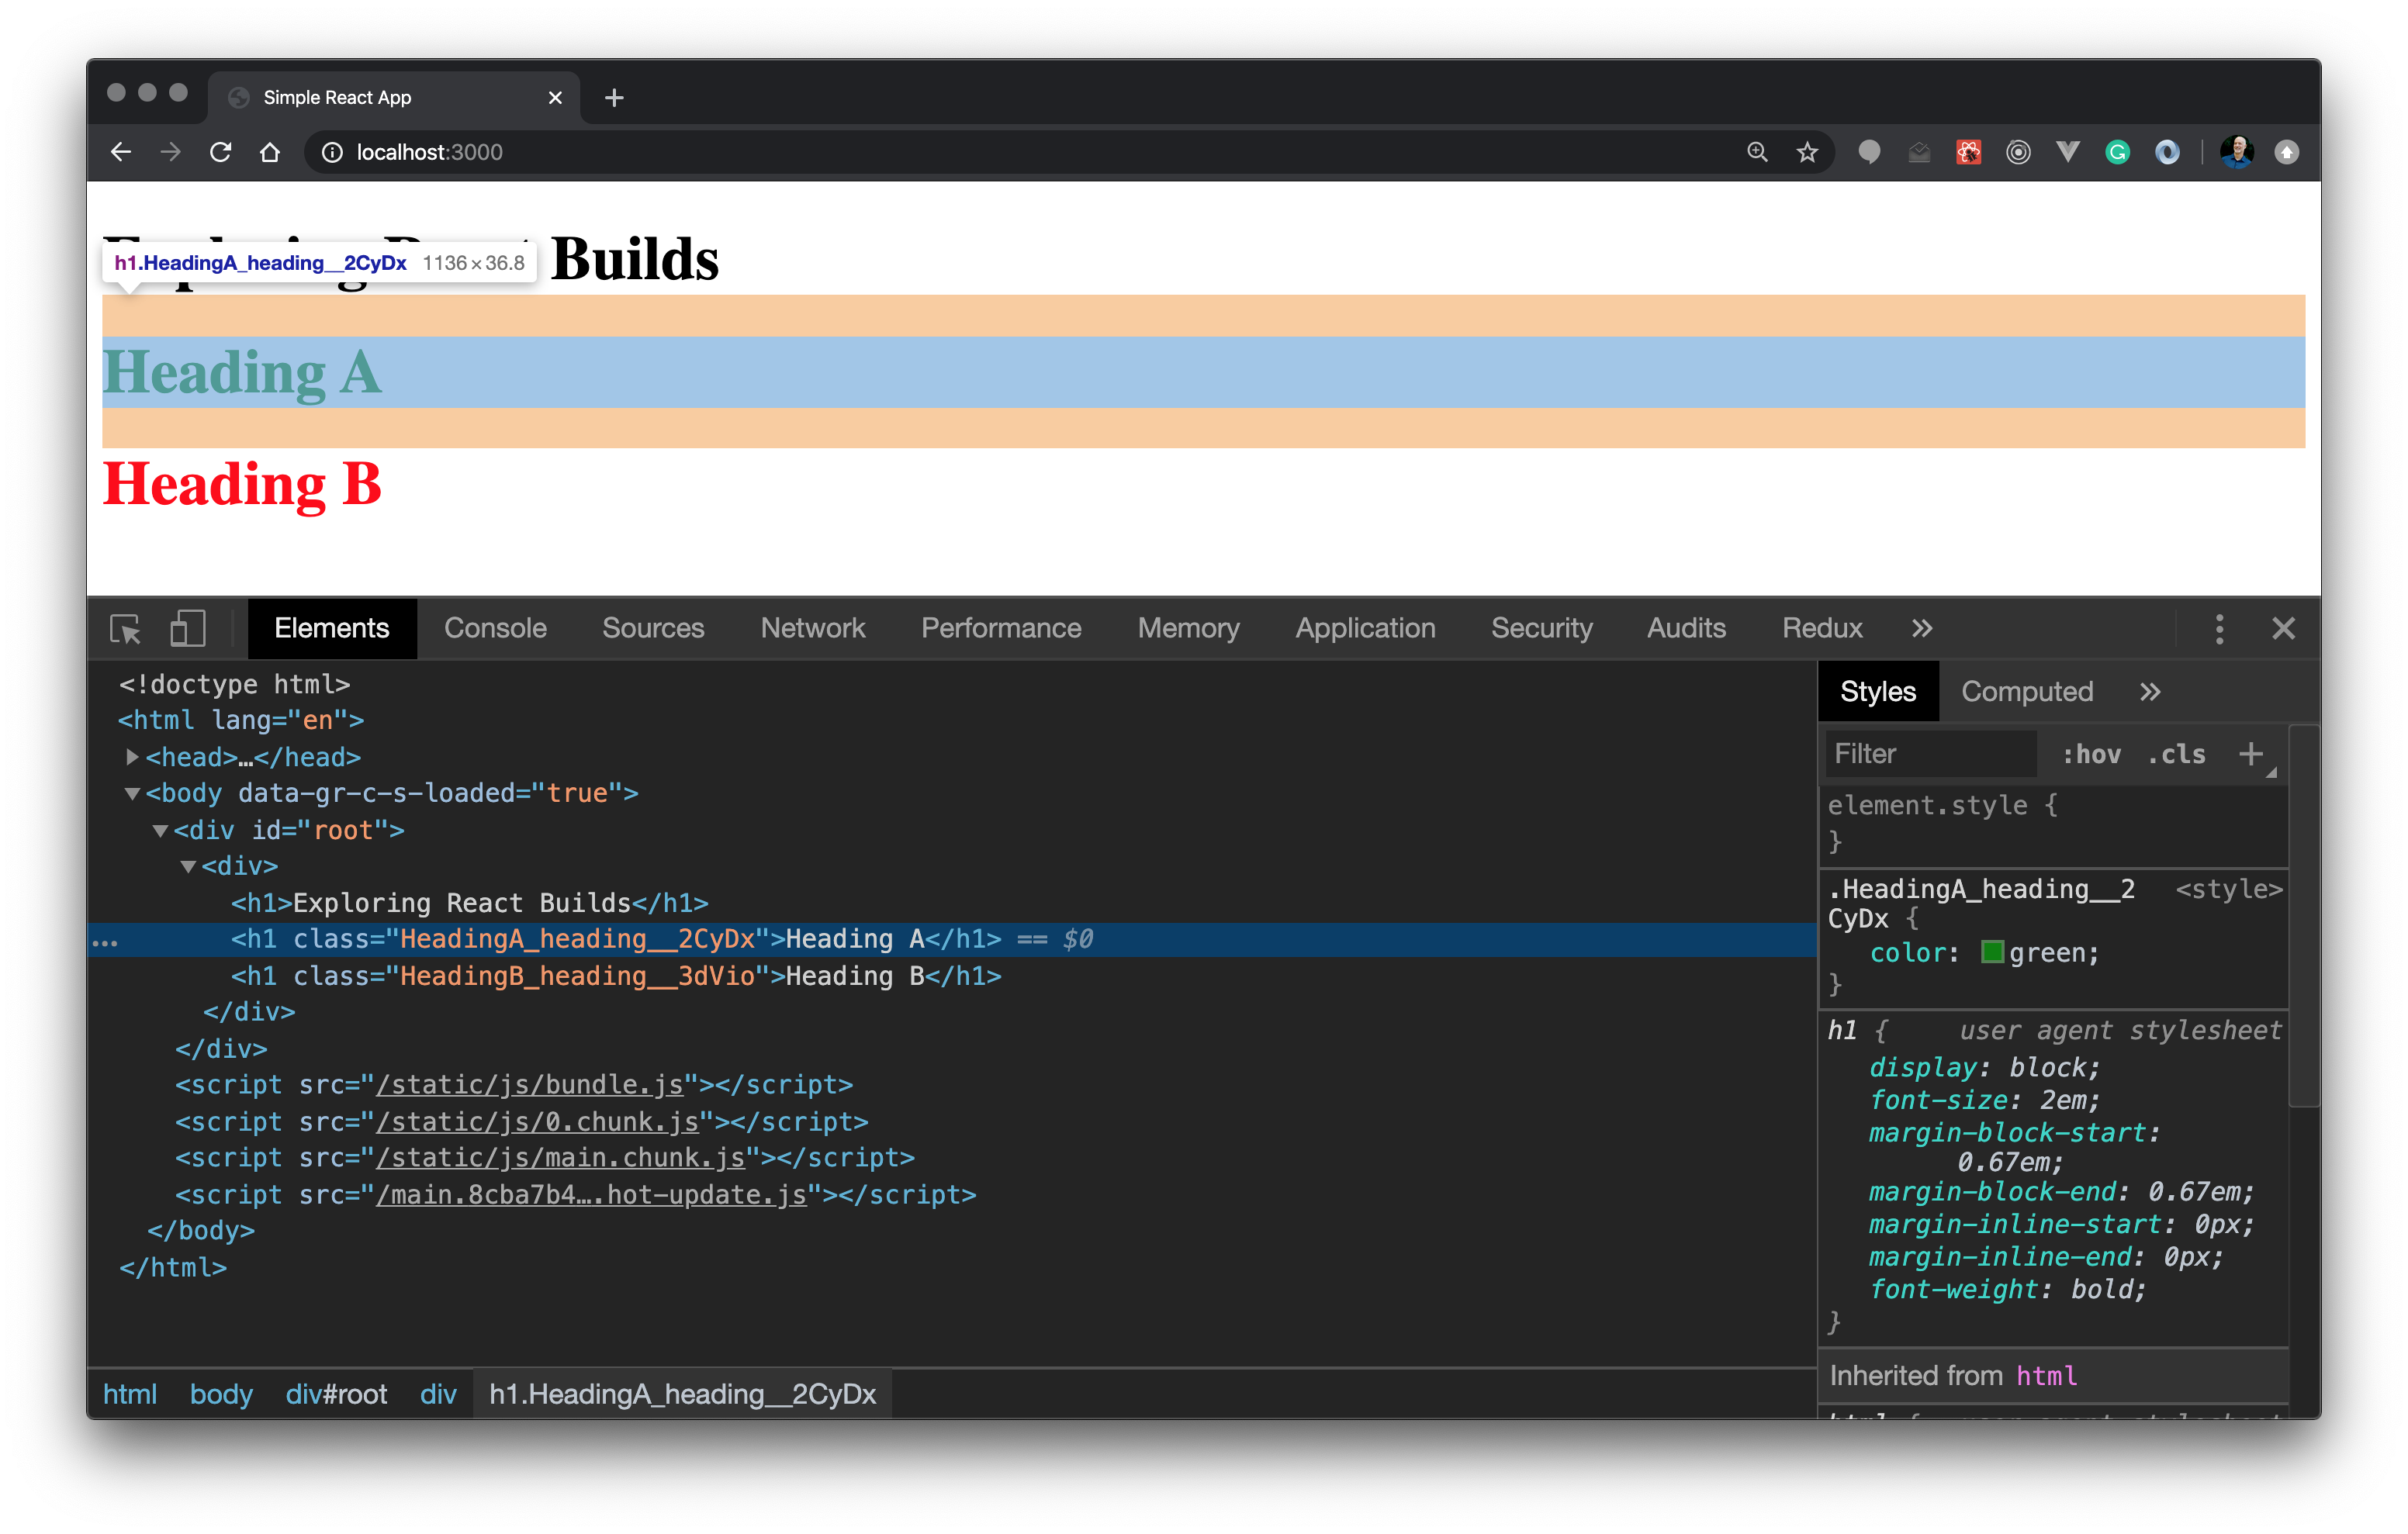 Simple React App
localhost:3000
Builds
h1.HeadingA_heading__2CyDx 1136 × 36.8
Heading A
Heading B
Elements Console Sources Network Performance Memory Application Security Audits Redux »
<!doctype html>
<html lang="en">
<head>…</head>
<body data-gr-c-s-loaded="true">
<div id="root">
<div>
<h1>Exploring React Builds</h1>
<h1 class="HeadingA_heading__2CyDx">Heading A</h1> == $0
<h1 class="HeadingB_heading__3dVio">Heading B</h1>
</div>
</div>
<script src="/static/js/bundle.js"></script>
<script src="/static/js/0.chunk.js"></script>
<script src="/static/js/main.chunk.js"></script>
<script src="/main.8cba7b4….hot-update.js"></script>
</body>
</html>
html body div#root div h1.HeadingA_heading__2CyDx
Styles Computed »
Filter :hov .cls +
element.style {
}
.HeadingA_heading__2 <style>
CyDx {
color: green;
}
h1 { user agent stylesheet
display: block;
font-size: 2em;
margin-block-start:
0.67em;
margin-block-end: 0.67em;
margin-inline-start: 0px;
margin-inline-end: 0px;
font-weight: bold;
}
Inherited from html